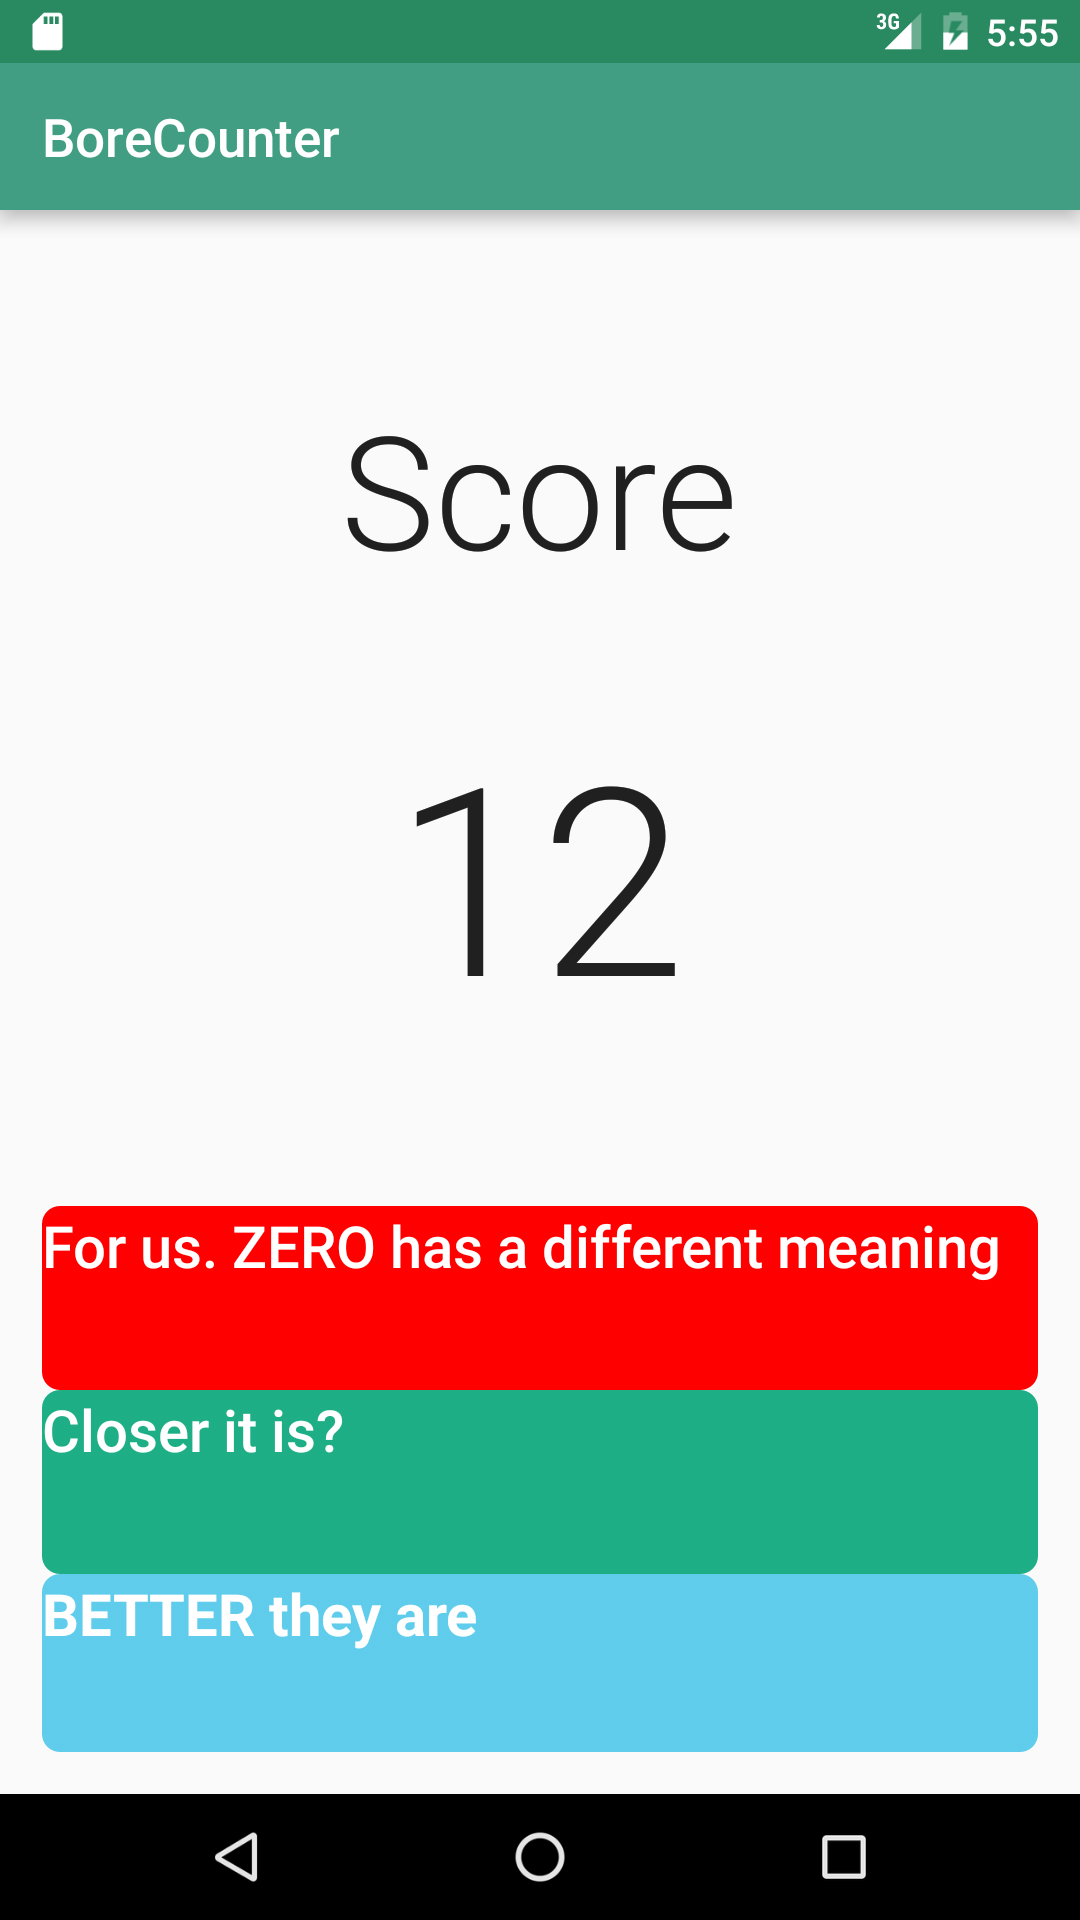 3G 5:55
BoreCounter
Score
12
For us. ZERO has a different meaning
Closer it is?
BETTER they are